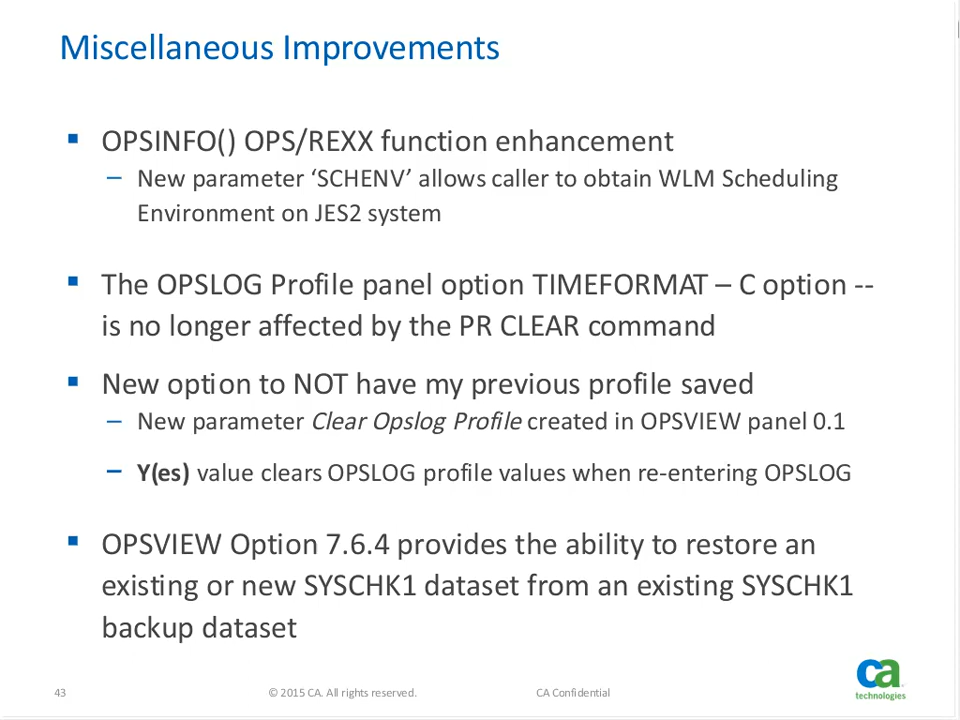 Miscellaneous Improvements
▪ OPSINFO() OPS/REXX function enhancement
– New parameter ‘SCHENV’ allows caller to obtain WLM Scheduling
Environment on JES2 system
▪ The OPSLOG Profile panel option TIMEFORMAT – C option --
is no longer affected by the PR CLEAR command
▪ New option to NOT have my previous profile saved
– New parameter Clear Opslog Profile created in OPSVIEW panel 0.1
– Y(es) value clears OPSLOG profile values when re-entering OPSLOG
▪ OPSVIEW Option 7.6.4 provides the ability to restore an
existing or new SYSCHK1 dataset from an existing SYSCHK1
backup dataset
43 © 2015 CA. All rights reserved. CA Confidential
ca
technologies